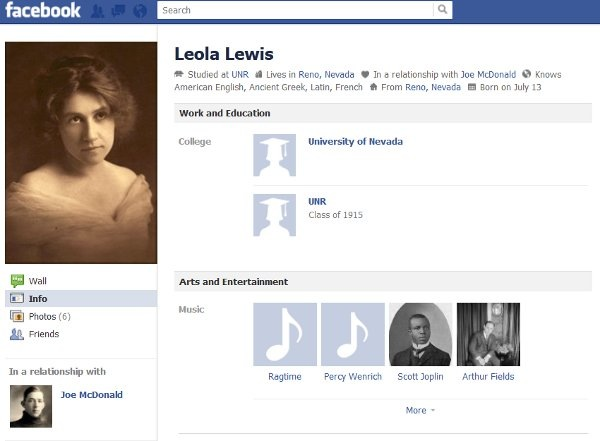 facebook
Search
Leola Lewis
Studied at UNR Lives in Reno, Nevada In a relationship with Joe McDonald Knows
American English, Ancient Greek, Latin, French From Reno, Nevada Born on July 13
Work and Education
College
University of Nevada
UNR
Class of 1915
Wall
Info
Photos (6)
Friends
In a relationship with
Joe McDonald
Arts and Entertainment
Music
Ragtime Percy Wenrich Scott Joplin Arthur Fields
More